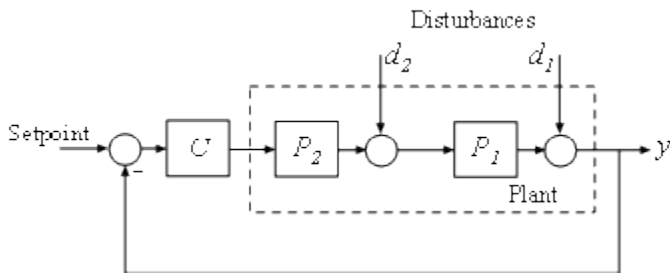 Disturbances
d2 d1
Setpoint
C P2 P1 y
-
Plant